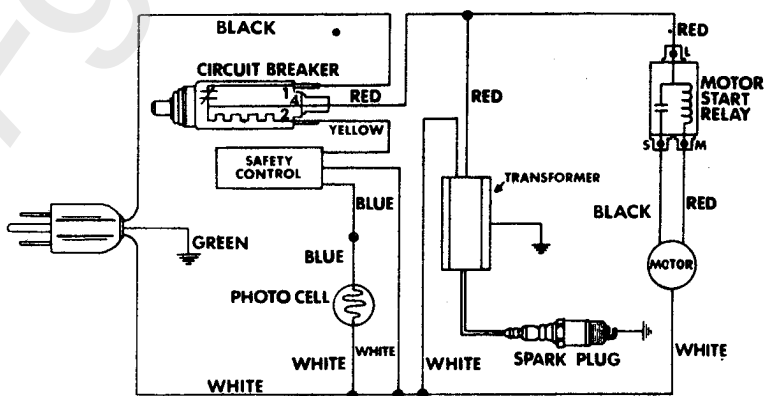 BLACK
RED
L
CIRCUIT BREAKER
MOTOR
START
RELAY
1
4
RED
RED
2
YELLOW
S
M
SAFETY
CONTROL
TRANSFORMER
BLUE
BLACK
RED
GREEN
BLUE
MOTOR
PHOTO CELL
WHITE
WHITE
WHITE
SPARK PLUG
WHITE
WHITE